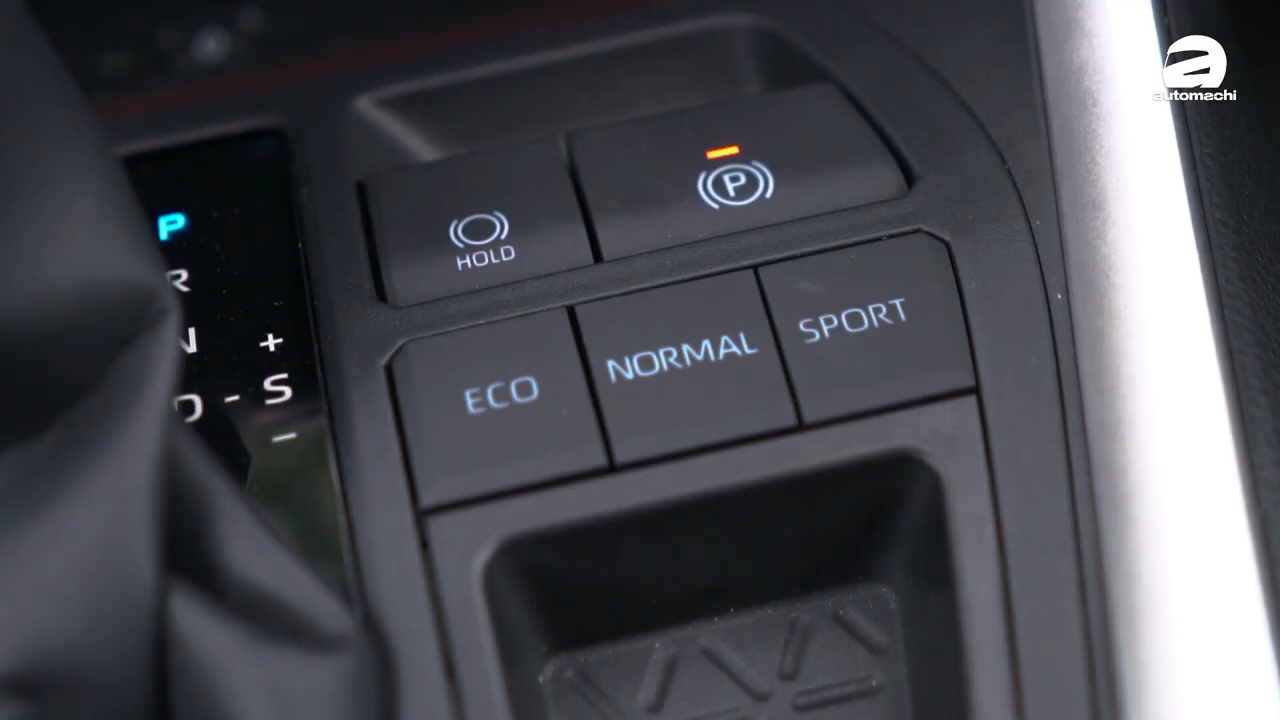 automachi
P
R
N +
D - S
-
P
HOLD
ECO NORMAL SPORT